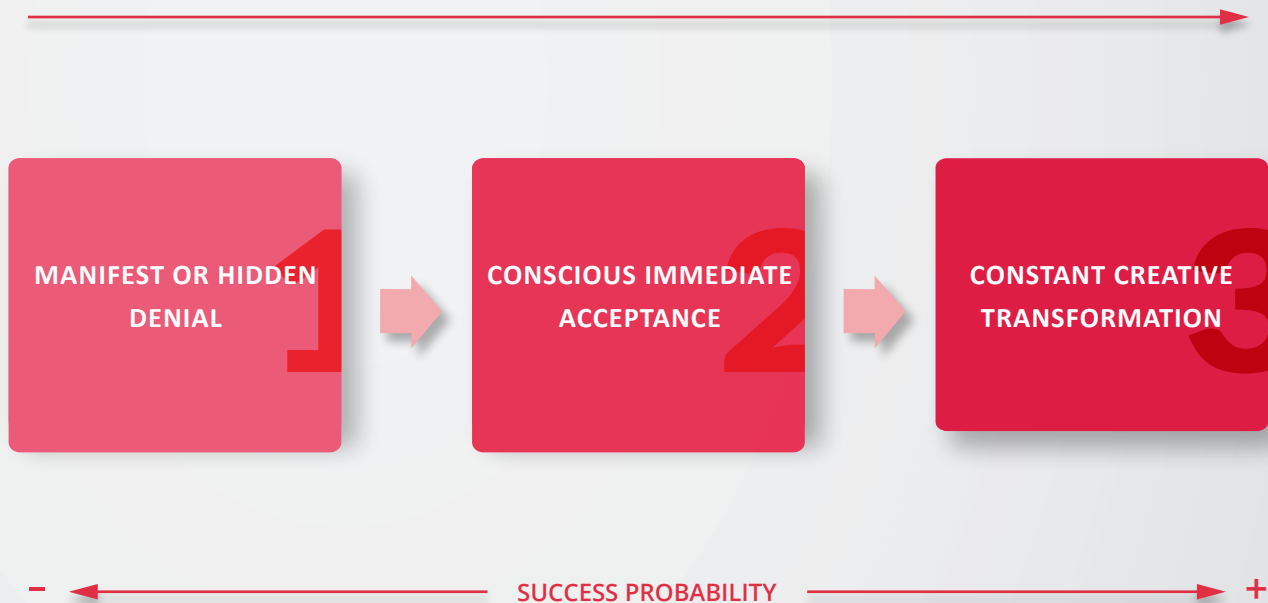 1
MANIFEST OR HIDDEN
DENIAL
2
CONSCIOUS IMMEDIATE
ACCEPTANCE
3
CONSTANT CREATIVE
TRANSFORMATION
- SUCCESS PROBABILITY +